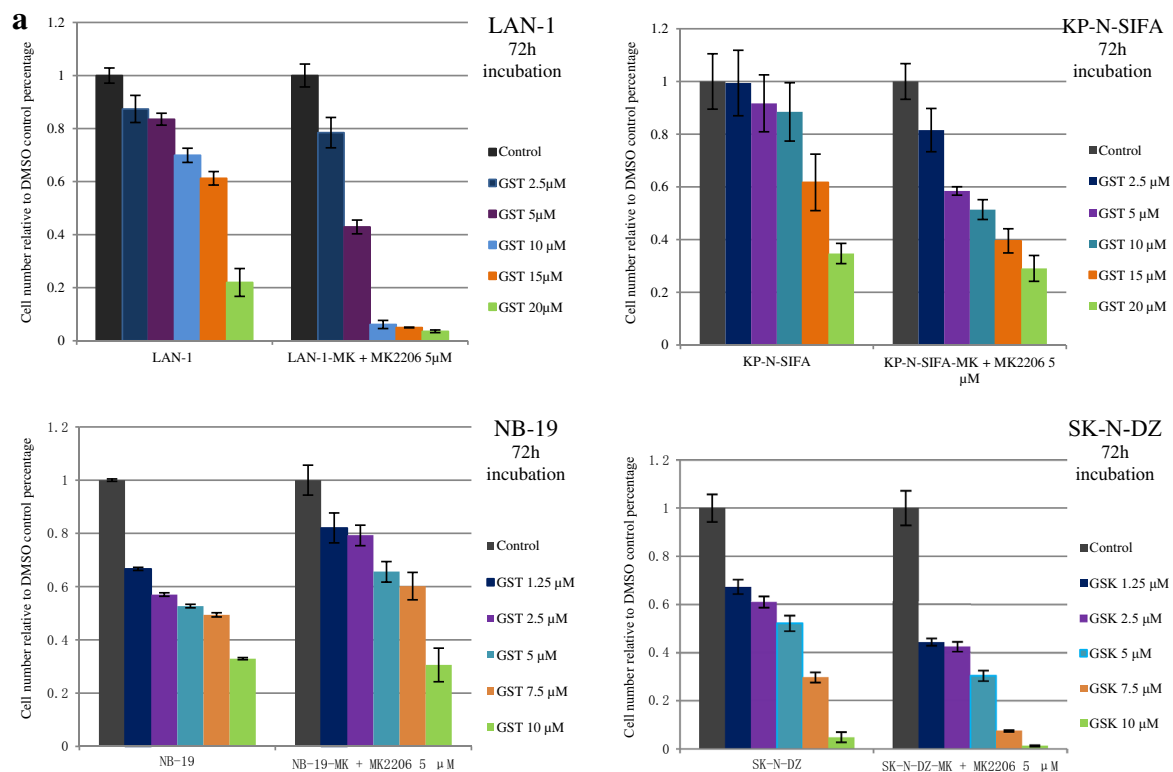 a
LAN-1
72h
incubation
Cell number relative to DMSO control percentage
1.2
1
0.8
0.6
0.4
0.2
0
Control
GST 2.5µM
GST 5µM
GST 10 µM
GST 15µM
GST 20µM
LAN-1
LAN-1-MK + MK2206 5µM
KP-N-SIFA
72h
incubation
Cell number relative to DMSO control percentage
1.2
1
0.8
0.6
0.4
0.2
0
Control
GST 2.5 µM
GST 5 µM
GST 10 µM
GST 15 µM
GST 20 µM
KP-N-SIFA
KP-N-SIFA-MK + MK2206 5
µM
NB-19
72h
incubation
Cell number relative to DMSO control percentage
1.2
1
0.8
0.6
0.4
0.2
0
Control
GST 1.25 µM
GST 2.5 µM
GST 5 µM
GST 7.5 µM
GST 10 µM
NB-19
NB-19-MK + MK2206 5 µM
SK-N-DZ
72h
incubation
Cell number relative to DMSO control percentage
1.2
1
0.8
0.6
0.4
0.2
0
Control
GSK 1.25 µM
GSK 2.5 µM
GSK 5 µM
GSK 7.5 µM
GSK 10 µM
SK-N-DZ
SK-N-DZ-MK + MK2206 5 µM